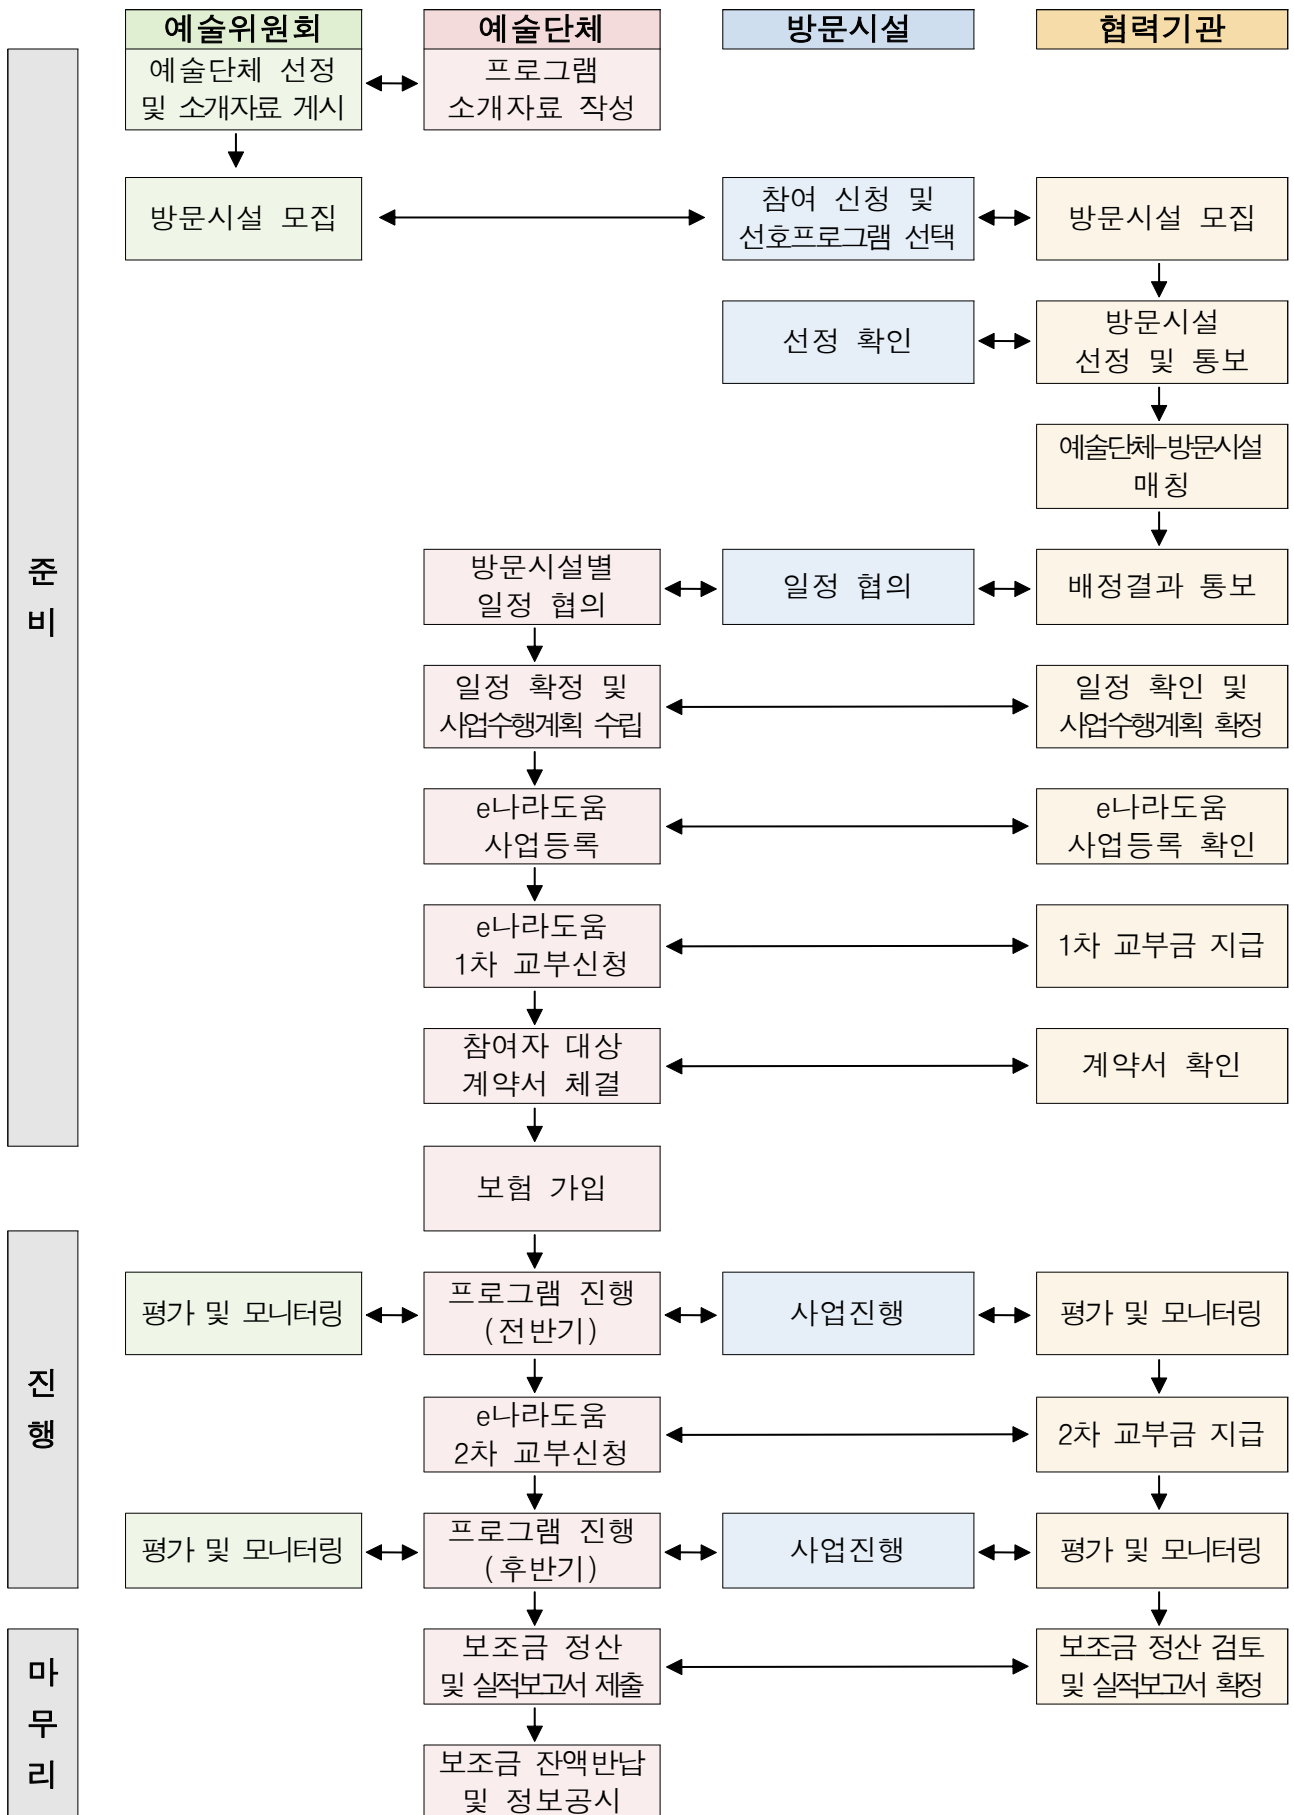 예술위원회
예술단체
방문시설
협력기관
예술단체 선정
및 소개자료 게시
프로그램
소개자료 작성
방문시설 모집
참여 신청 및
선호프로그램 선택
방문시설 모집
선정 확인
방문시설
선정 및 통보
예술단체-방문시설
매칭
준
비
방문시설별
일정 협의
일정 협의
배정결과 통보
일정 확정 및
사업수행계획 수립
일정 확인 및
사업수행계획 확정
e나라도움
사업등록
e나라도움
사업등록 확인
e나라도움
1차 교부신청
1차 교부금 지급
참여자 대상
계약서 체결
계약서 확인
보험 가입
진
행
평가 및 모니터링
프로그램 진행
(전반기)
사업진행
평가 및 모니터링
e나라도움
2차 교부신청
2차 교부금 지급
평가 및 모니터링
프로그램 진행
(후반기)
사업진행
평가 및 모니터링
마
무
리
보조금 정산
및 실적보고서 제출
보조금 정산 검토
및 실적보고서 확정
보조금 잔액반납
및 정보공시